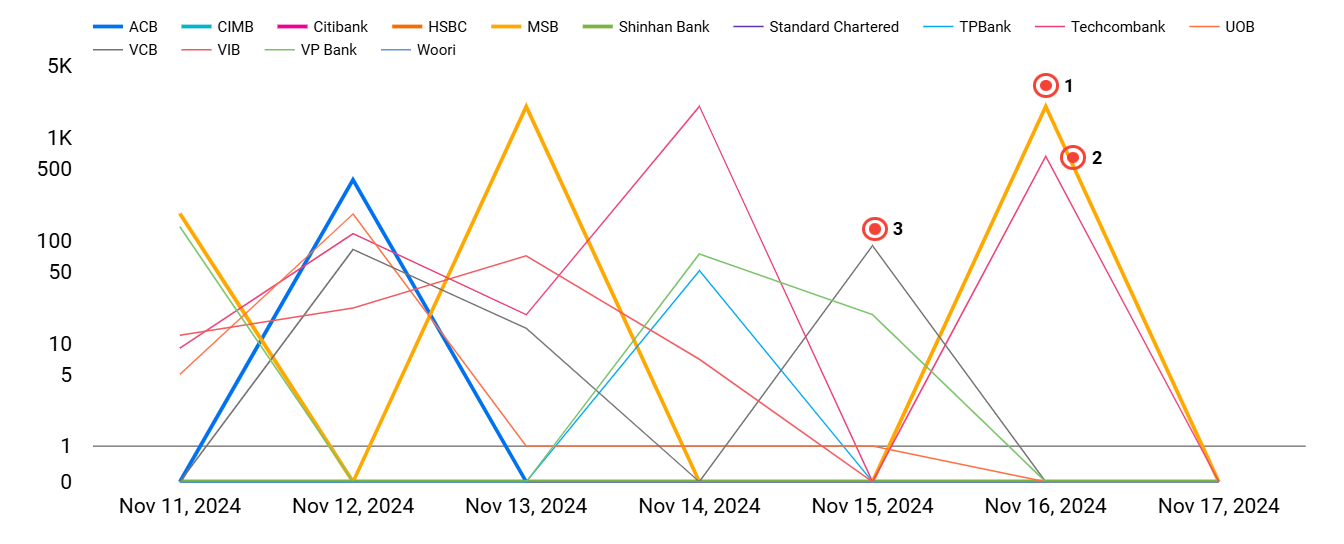 ACB CIMB Citibank HSBC MSB Shinhan Bank Standard Chartered TPBank Techcombank UOB
VCB VIB VP Bank Woori
5K
1
1K
500
2
3
100
50
10
5
1
0
Nov 11, 2024 Nov 12, 2024 Nov 13, 2024 Nov 14, 2024 Nov 15, 2024 Nov 16, 2024 Nov 17, 2024